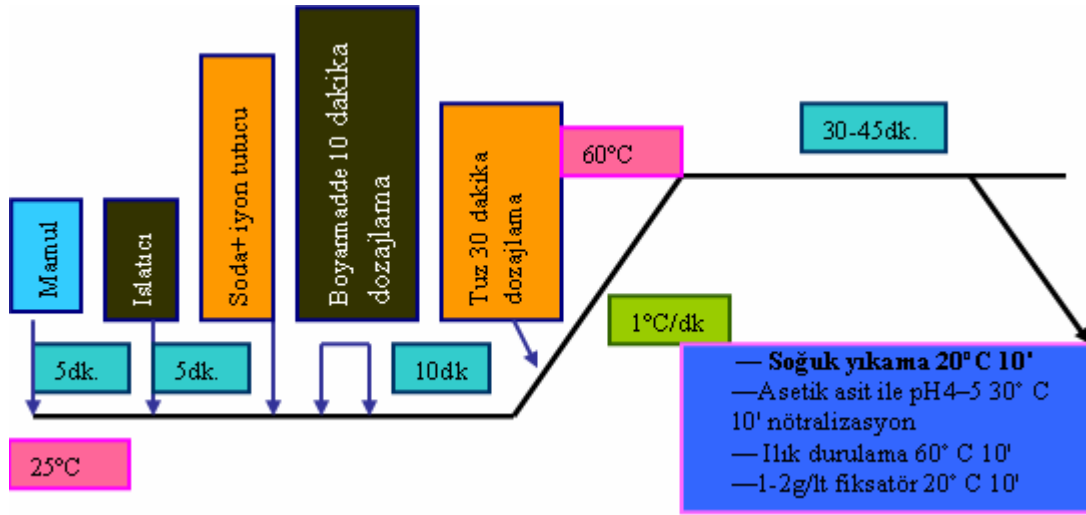 Mamul
Islatıcı
Soda+ iyon tutucu
Boyarmadde 10 dakika
dozajlama
Tuz 30 dakika
dozajlama
60°C
30-45dk.
5dk.
5dk.
10dk
1°C/dk
25°C
— Soğuk yıkama 20° C 10'
—Asetik asit ile pH4–5 30° C
10' nötralizasyon
— Ilık durulama 60° C 10'
—1-2g/lt fiksatör 20° C 10'